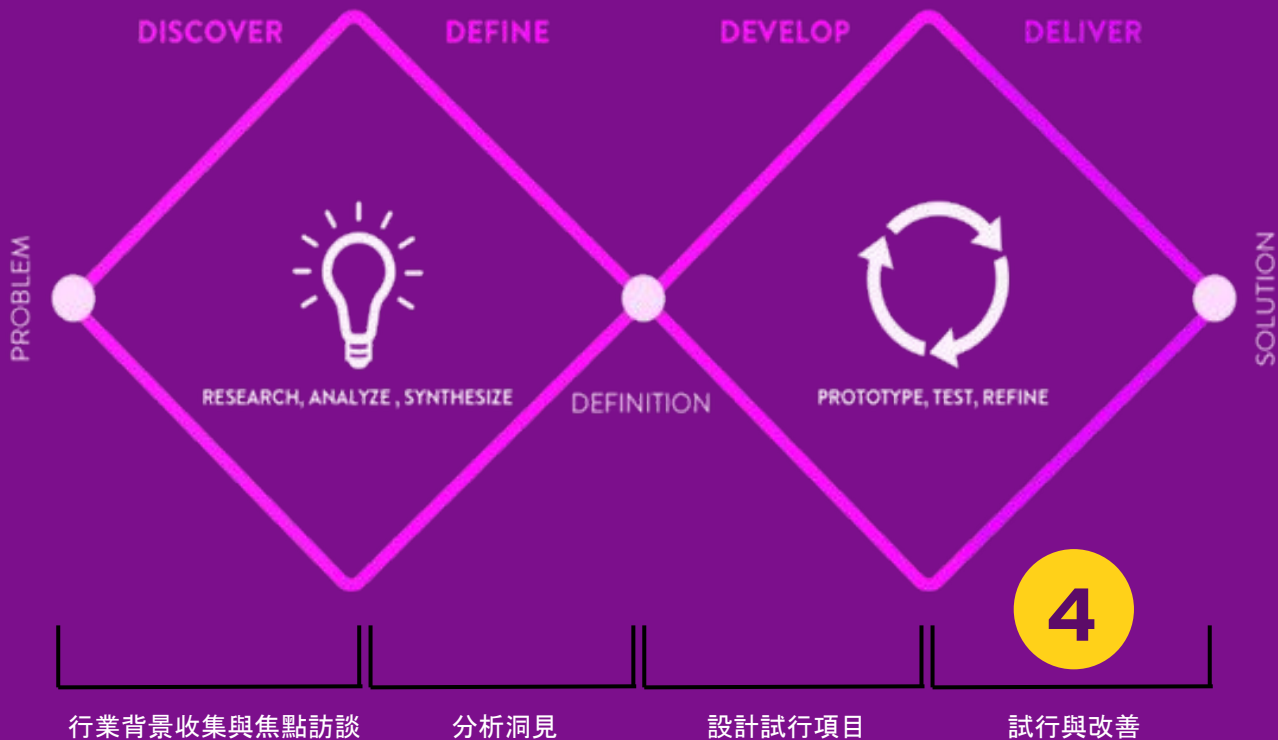 DISCOVER
DEFINE
DEVELOP
DELIVER
PROBLEM
SOLUTION
RESEARCH, ANALYZE , SYNTHESIZE
DEFINITION
PROTOTYPE, TEST, REFINE
4
行業背景收集與焦點訪談
分析洞見
設計試行項目
試行與改善